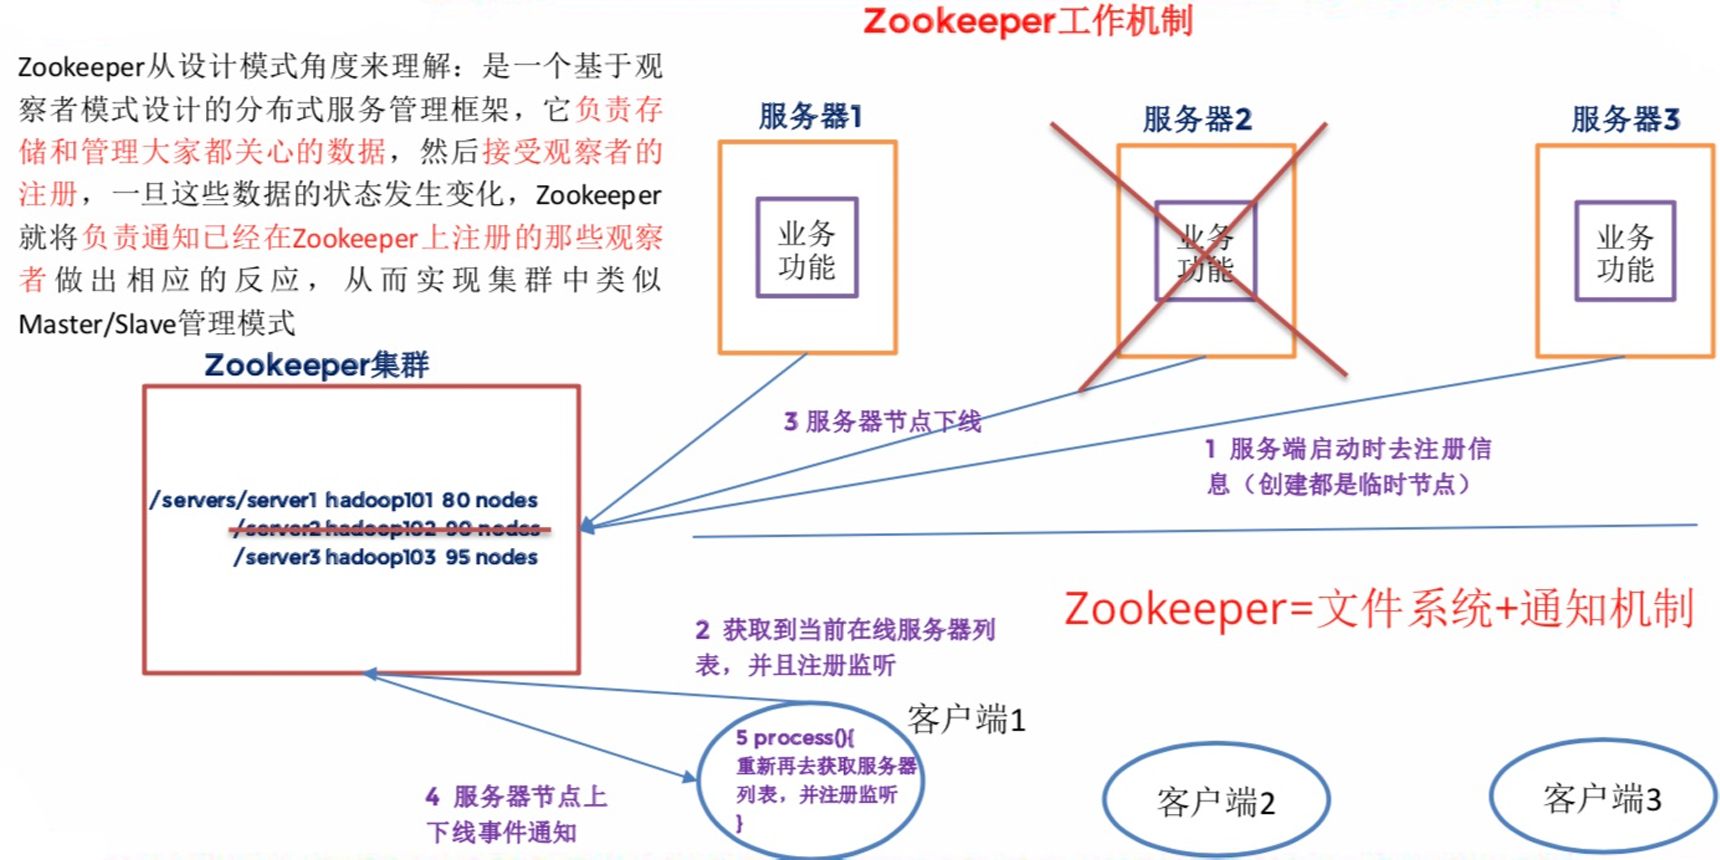 Zookeeper工作机制
Zookeeper从设计模式角度来理解：是一个基于观
察者模式设计的分布式服务管理框架，它负责存
储和管理大家都关心的数据，然后接受观察者的
注册，一旦这些数据的状态发生变化，Zookeeper
就将负责通知已经在Zookeeper上注册的那些观察
者做出相应的反应，从而实现集群中类似
Master/Slave管理模式
服务器1
服务器2
服务器3
业务
功能
业务
功能
业务
功能
Zookeeper集群
/servers/server1 hadoop101 80 nodes
/server2 hadoop102 90 nodes
/server3 hadoop103 95 nodes
3 服务器节点下线
1 服务端启动时去注册信
息（创建都是临时节点）
Zookeeper=文件系统+通知机制
2 获取到当前在线服务器列
表，并且注册监听
客户端1
5 process(){
重新再去获取服务器
列表，并注册监听
}
4 服务器节点上
下线事件通知
客户端2
客户端3